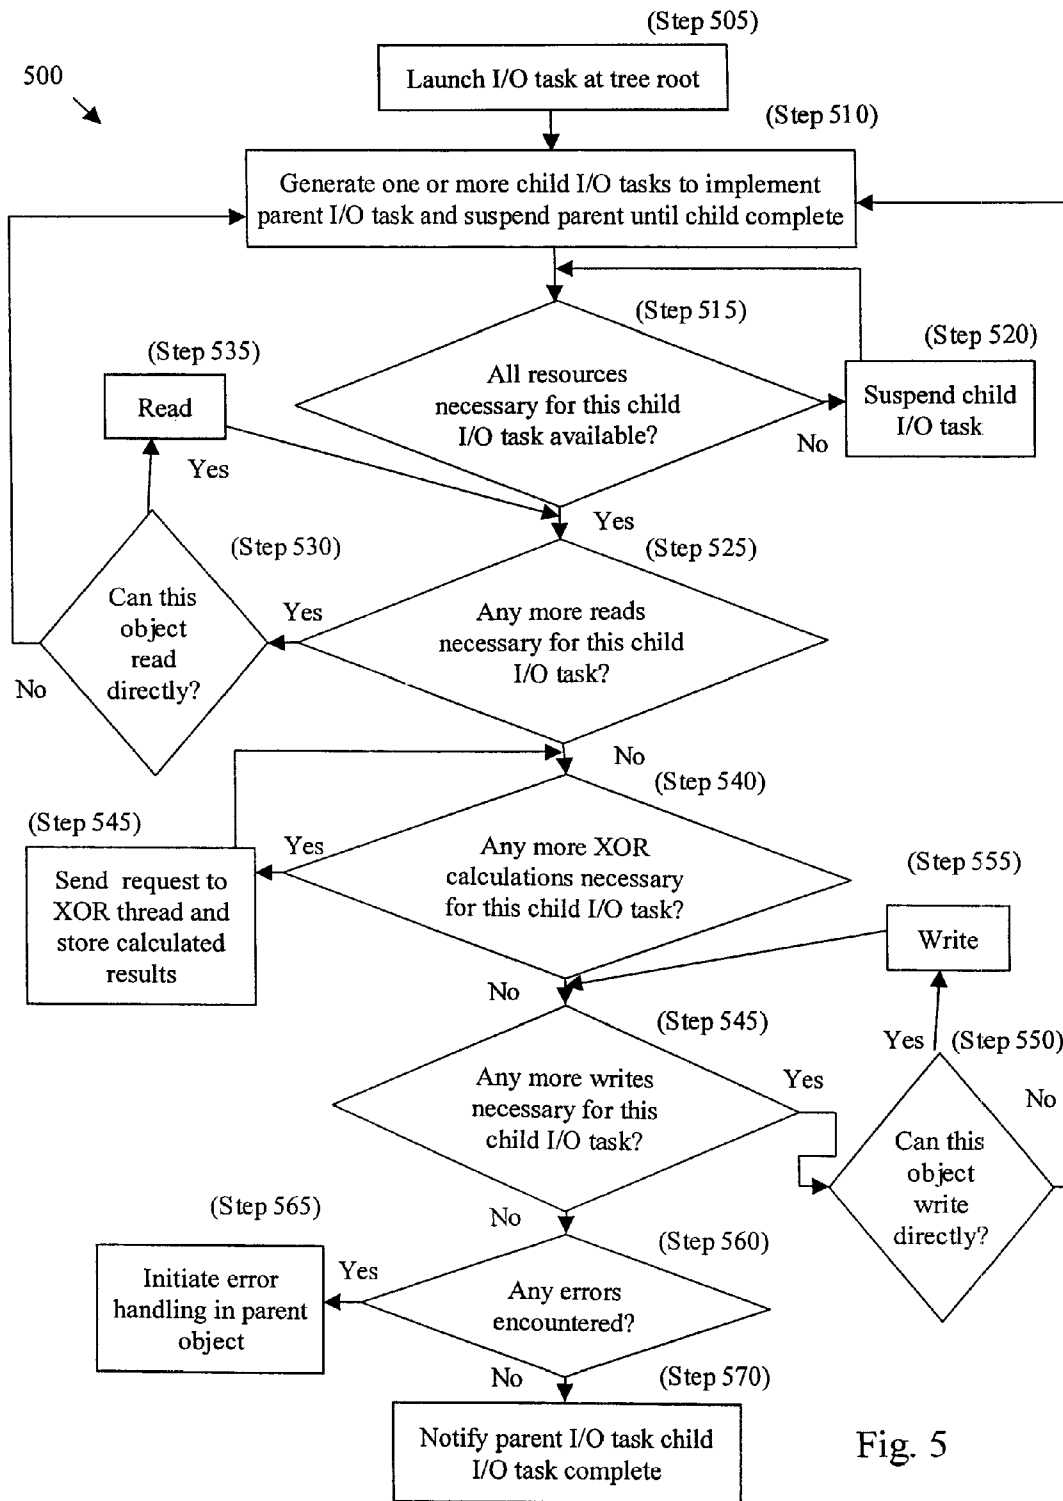 (Step 505)
500
Launch I/O task at tree root
(Step 510)
Generate one or more child I/O tasks to implement
parent I/O task and suspend parent until child complete
(Step 515)
(Step 520)
(Step 535)
All resources
necessary for this child
I/O task available?
No
Suspend child
I/O task
Read
Yes
Yes
(Step 530)
(Step 525)
Can this
object
read
directly?
Yes
No
Any more reads
necessary for this child
I/O task?
No
(Step 540)
(Step 545)
Yes
Any more XOR
calculations necessary
for this child I/O task?
(Step 555)
Send request to
XOR thread and
store calculated
results
Write
No
(Step 545)
Yes
(Step 550)
Any more writes
necessary for this
child I/O task?
Yes
No
Can this
object
write
directly?
(Step 565)
No
(Step 560)
Initiate error
handling in parent
object
Yes
Any errors
encountered?
No
(Step 570)
Notify parent I/O task child
I/O task complete
Fig. 5